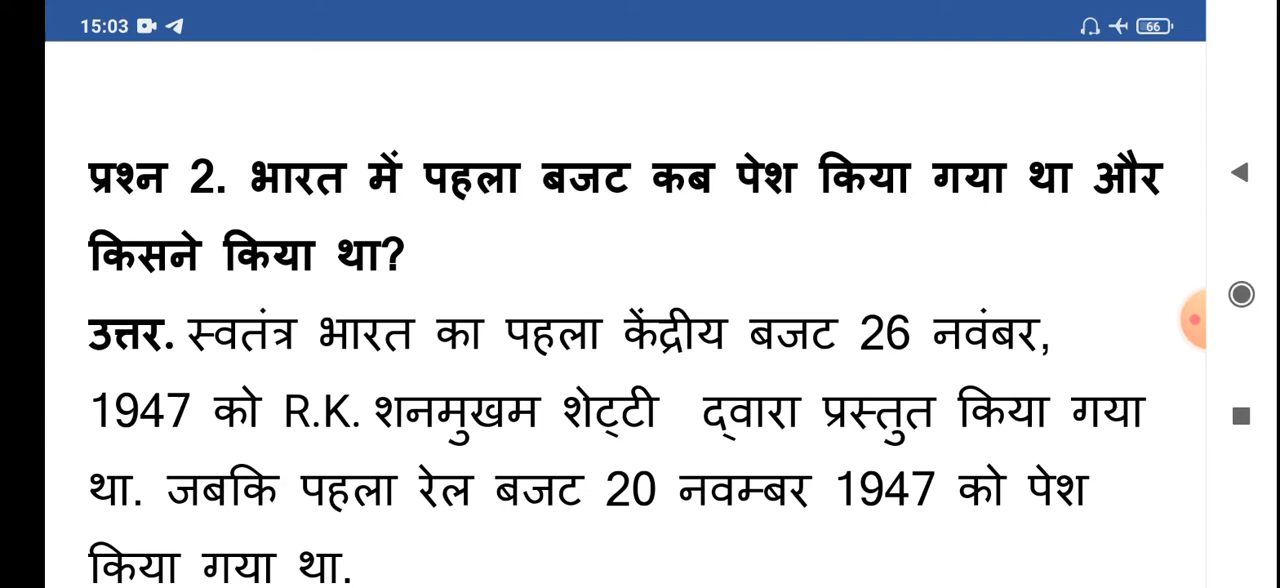 15:03
66
प्रश्न 2. भारत में पहला बजट कब पेश किया गया था और
किसने किया था?
उत्तर. स्वतंत्र भारत का पहला केंद्रीय बजट 26 नवंबर,
1947 को R.K. शनमुखम शेट्टी द्वारा प्रस्तुत किया गया
था. जबकि पहला रेल बजट 20 नवम्बर 1947 को पेश
किया गया था.